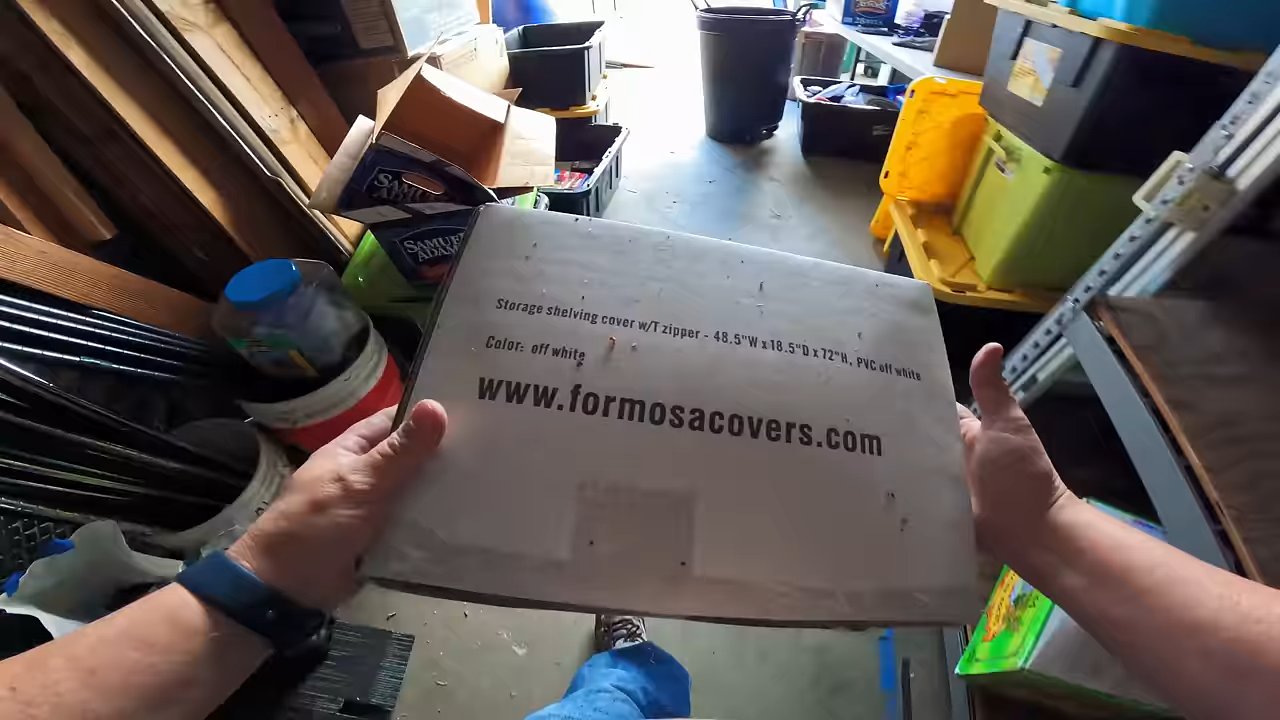 SAMUEL
ADAMS
Storage shelving cover w/T zipper - 48.5"W x 18.5"D x 72"H, PVC off white
Color: off white
www.formosacovers.com